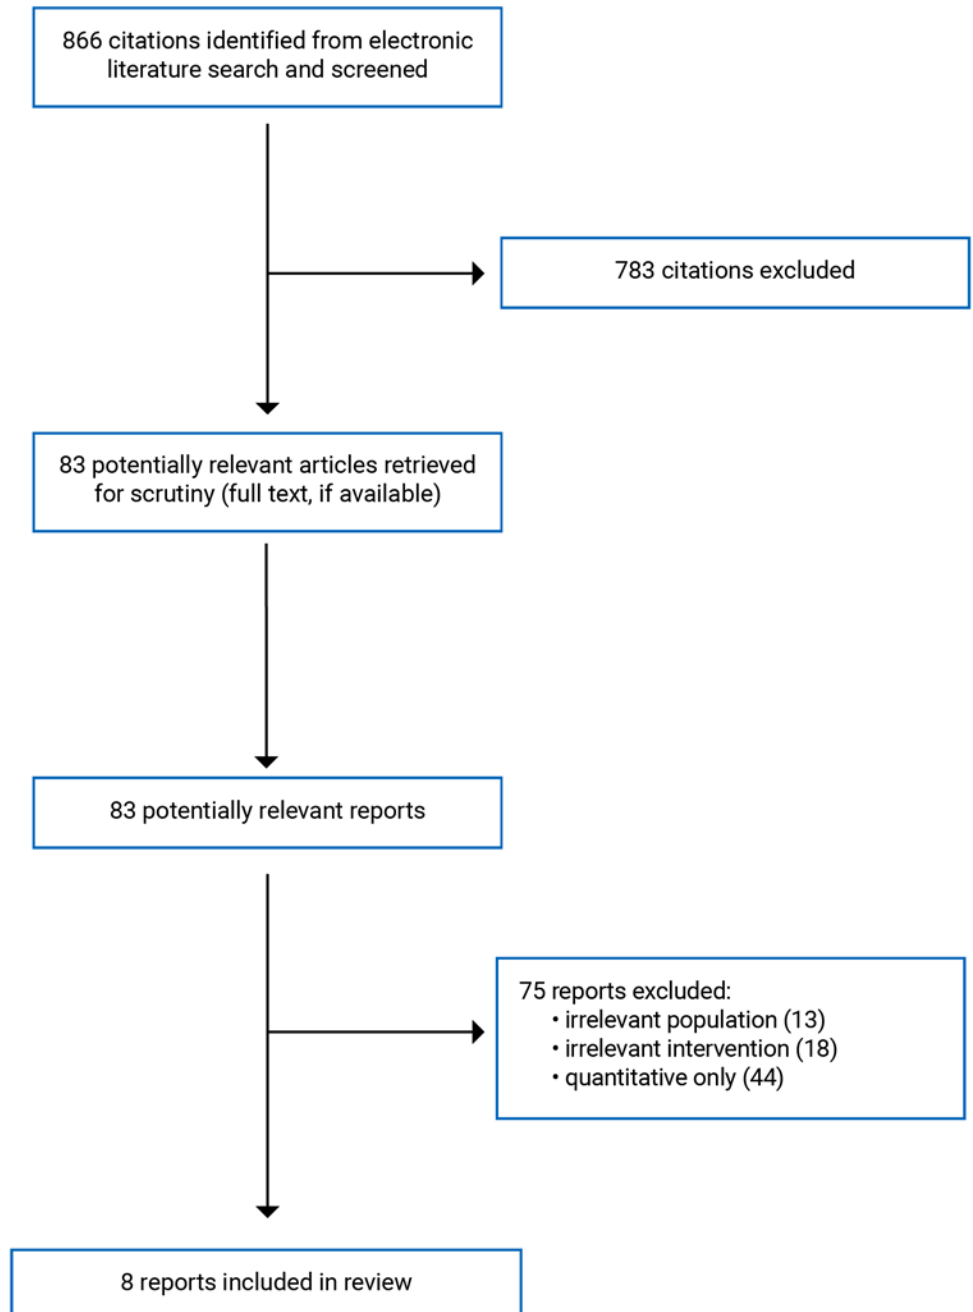 866 citations identified from electronic
literature search and screened
783 citations excluded
83 potentially relevant articles retrieved
for scrutiny (full text, if available)
83 potentially relevant reports
75 reports excluded:
• irrelevant population (13)
• irrelevant intervention (18)
• quantitative only (44)
8 reports included in review